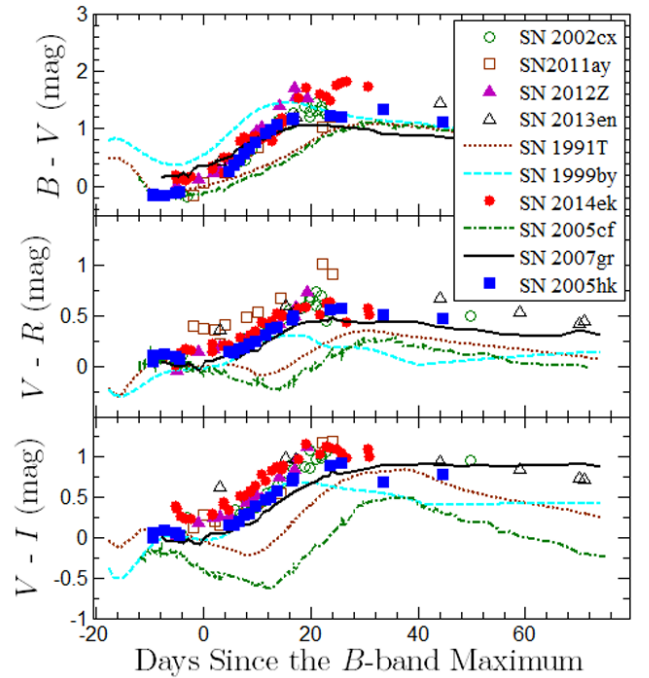 B - V (mag)
3
2
1
0
SN 2002cx
SN2011ay
SN 2012Z
SN 2013en
SN 1991T
SN 1999by
SN 2014ek
SN 2005cf
SN 2007gr
SN 2005hk
V - R (mag)
1
0.5
0
V - I (mag)
1
0.5
0
-0.5
-1
-20 0 20 40 60
Days Since the B-band Maximum